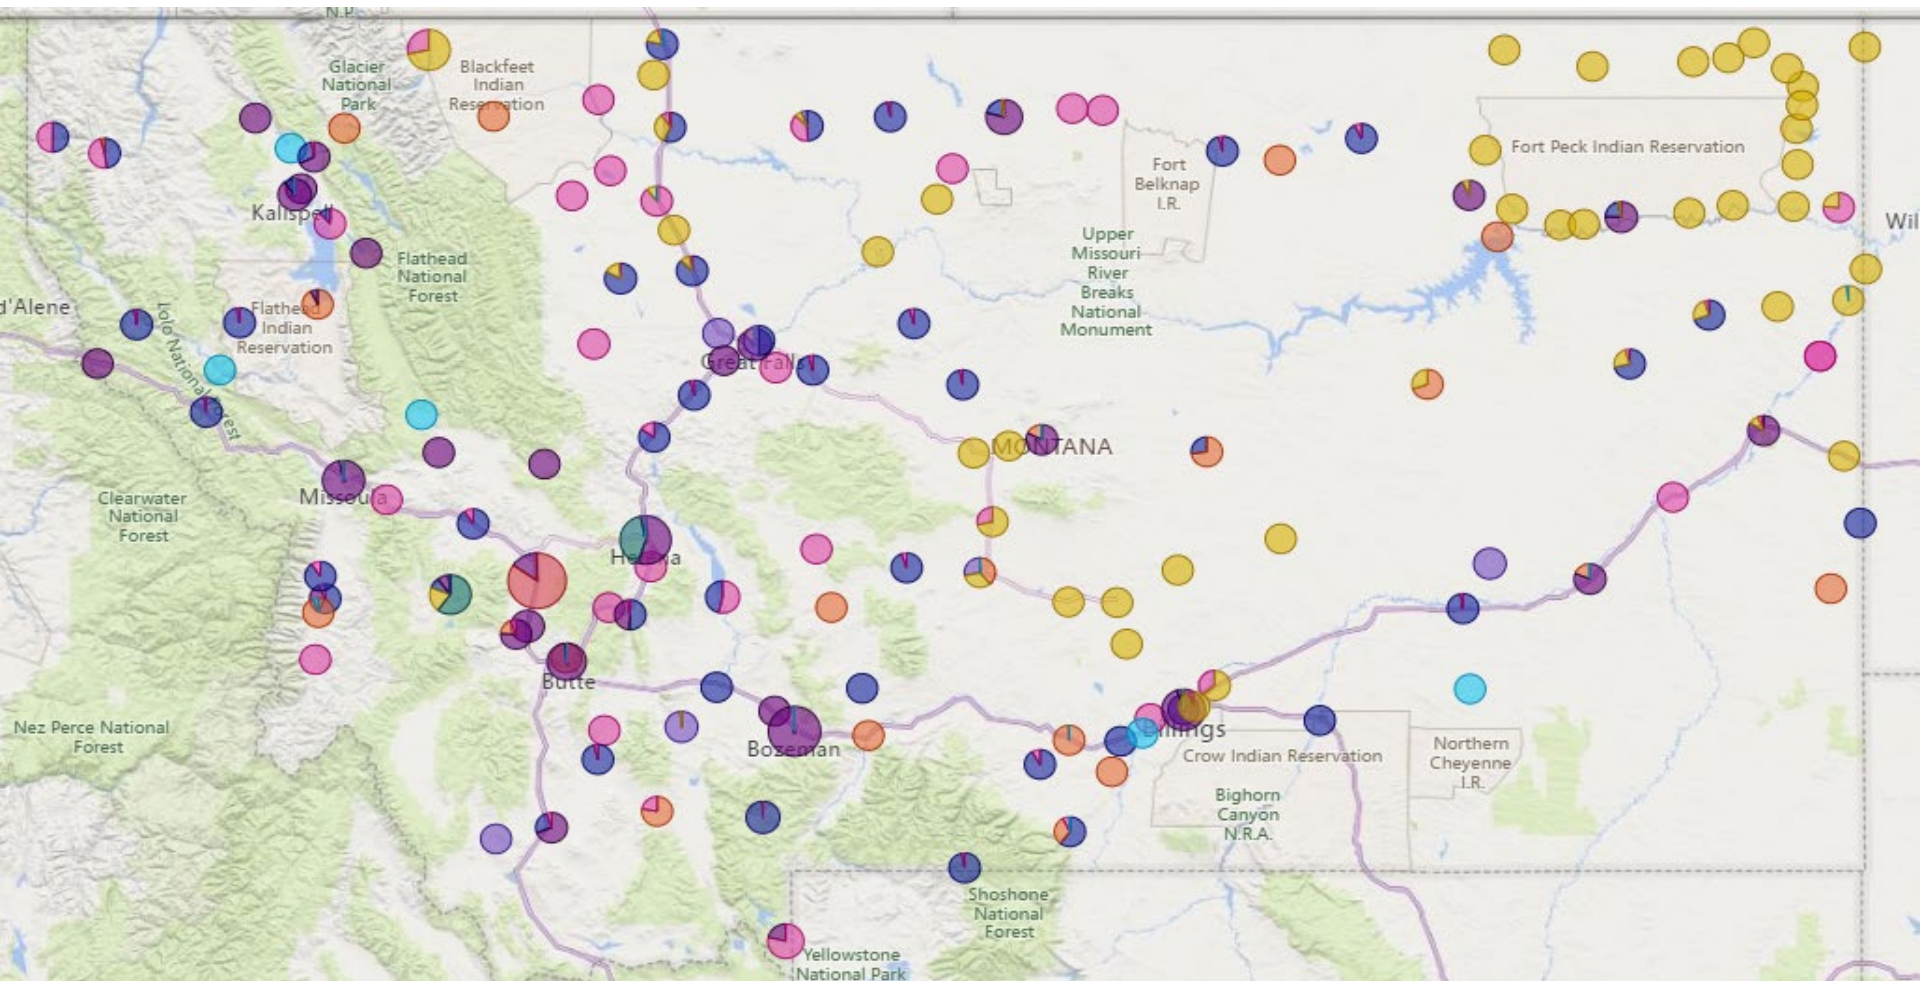 N.P.
Glacier
National
Park
Blackfeet
Indian
Reservation
Kalispell
Flathead
National
Forest
Fort
Belknap
I.R.
Fort Peck Indian Reservation
Wil
Upper
Missouri
River
Breaks
National
Monument
d'Alene
Lolo National Forest
Flathead
Indian
Reservation
Great Falls
MONTANA
Clearwater
National
Forest
Missoula
Helena
Butte
Nez Perce National
Forest
Bozeman
Billings
Crow Indian Reservation
Northern
Cheyenne
I.R.
Bighorn
Canyon
N.R.A.
Shoshone
National
Forest
Yellowstone
National Park